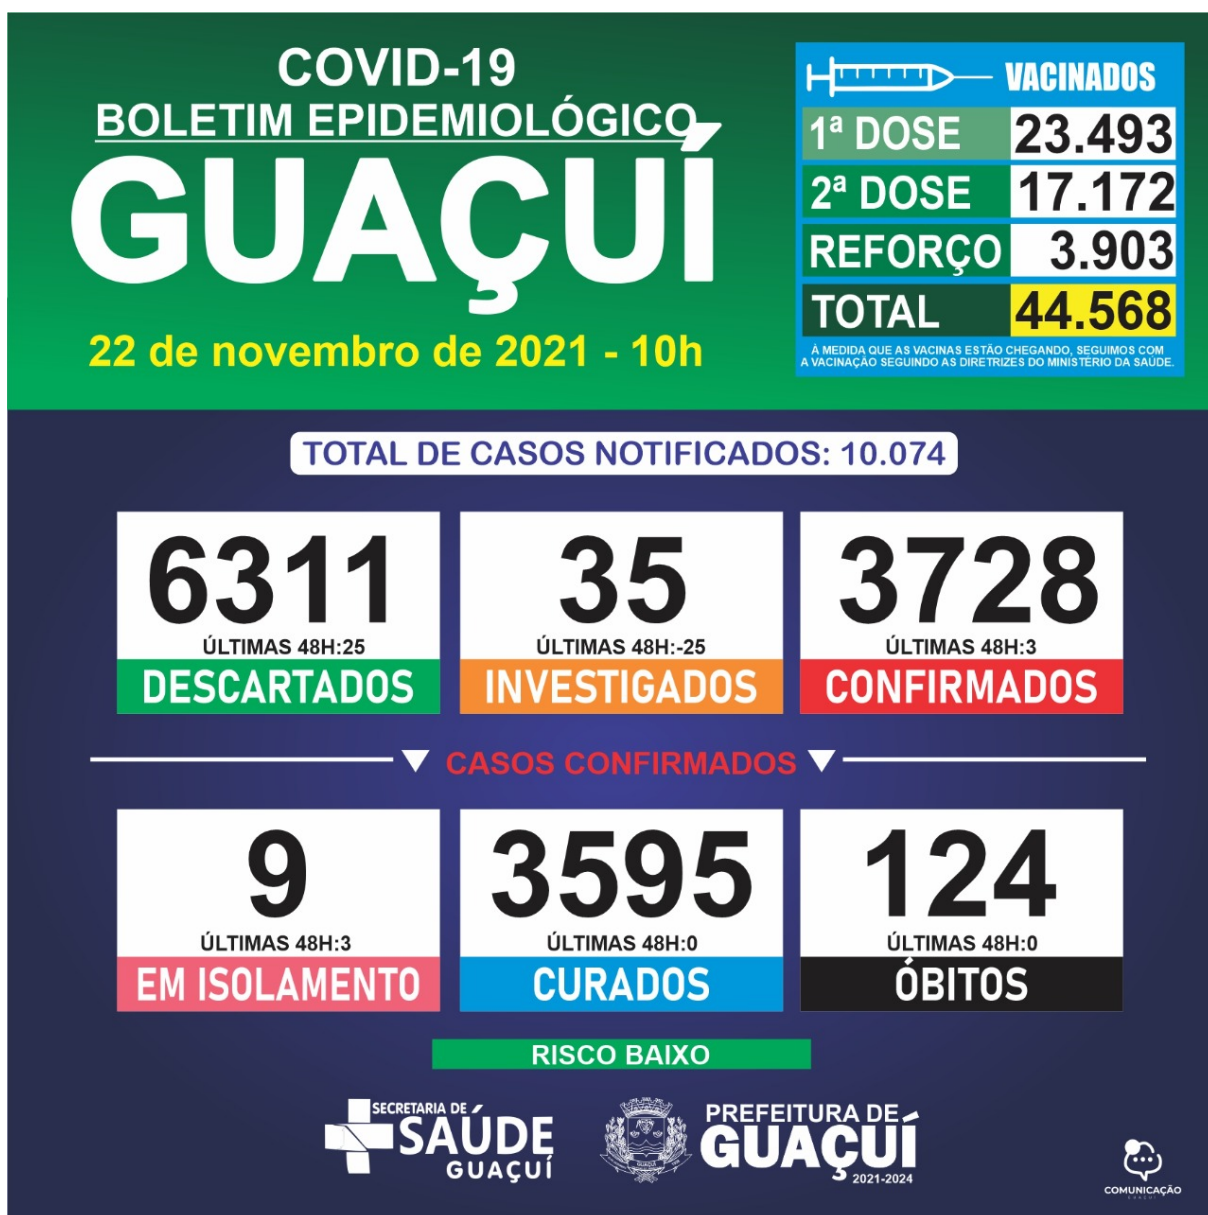 COVID-19
BOLETIM EPIDEMIOLÓGICO
GUAÇUÍ
22 de novembro de 2021 - 10h
VACINADOS
1ª DOSE 23.493
2ª DOSE 17.172
REFORÇO 3.903
TOTAL 44.568
À MEDIDA QUE AS VACINAS ESTÃO CHEGANDO, SEGUIMOS COM
A VACINAÇÃO SEGUINDO AS DIRETRIZES DO MINISTÉRIO DA SAÚDE.
TOTAL DE CASOS NOTIFICADOS: 10.074
6311
ÚLTIMAS 48H:25
DESCARTADOS
35
ÚLTIMAS 48H:-25
INVESTIGADOS
3728
ÚLTIMAS 48H:3
CONFIRMADOS
CASOS CONFIRMADOS
9
ÚLTIMAS 48H:3
EM ISOLAMENTO
3595
ÚLTIMAS 48H:0
CURADOS
124
ÚLTIMAS 48H:0
ÓBITOS
RISCO BAIXO
SECRETARIA DE
SAÚDE
GUAÇUÍ
PREFEITURA DE
GUAÇUÍ
2021-2024
COMUNICAÇÃO